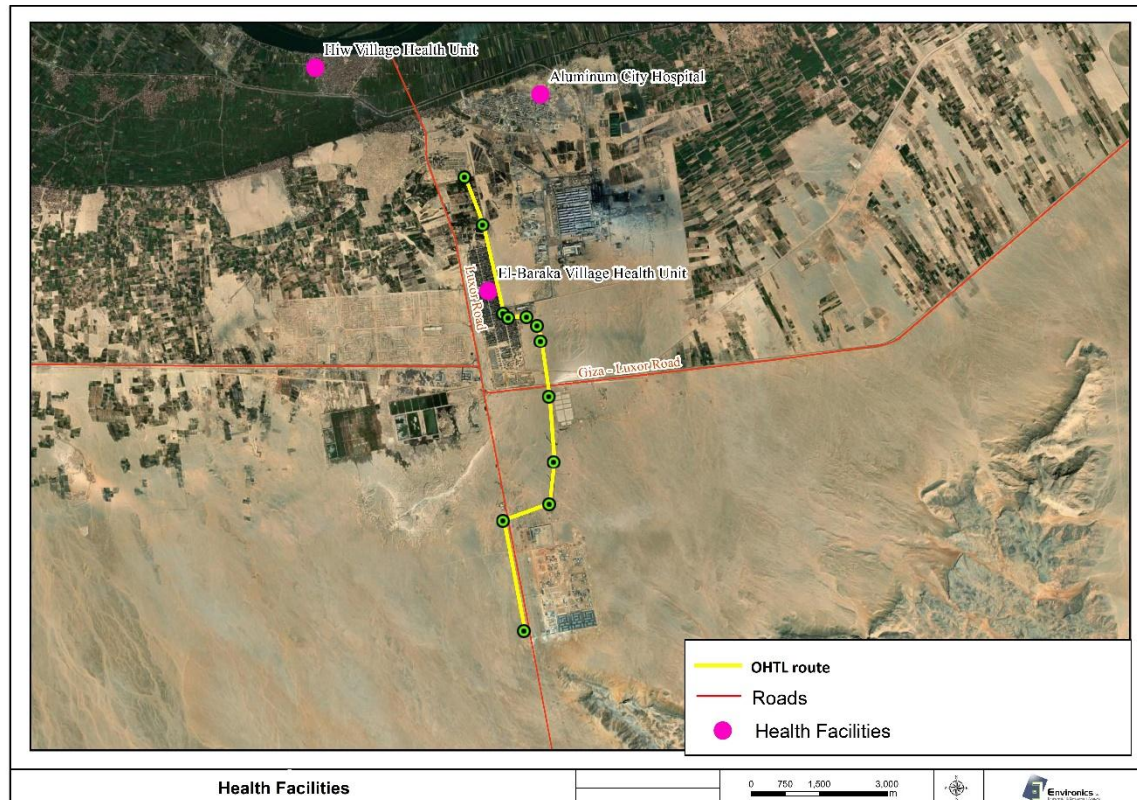 Hiw Village Health Unit
Aluminum City Hospital
El-Baraka Village Health Unit
Luxor Road
Giza - Luxor Road
OHTL route
Roads
Health Facilities
Health Facilities
0 750 1,500 3,000
m
Environics